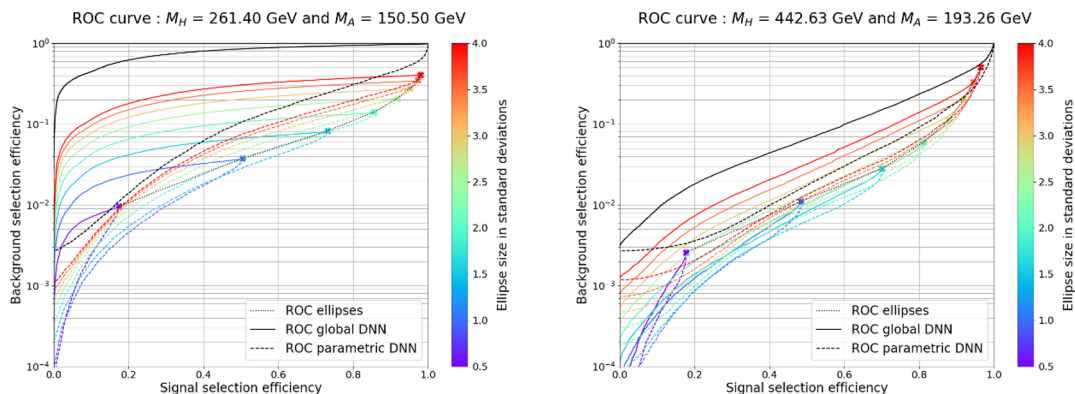 ROC curve : M_H = 261.40 GeV and M_A = 150.50 GeV
Background selection efficiency
10^0
10^−1
10^−2
10^−3
10^−4
0.0 0.2 0.4 0.6 0.8 1.0
Signal selection efficiency
ROC ellipses
ROC global DNN
ROC parametric DNN
4.0
3.5
3.0
2.5
2.0
1.5
1.0
0.5
Ellipse size in standard deviations
ROC curve : M_H = 442.63 GeV and M_A = 193.26 GeV
Background selection efficiency
10^0
10^−1
10^−2
10^−3
10^−4
0.0 0.2 0.4 0.6 0.8 1.0
Signal selection efficiency
ROC ellipses
ROC global DNN
ROC parametric DNN
4.0
3.5
3.0
2.5
2.0
1.5
1.0
0.5
Ellipse size in standard deviations